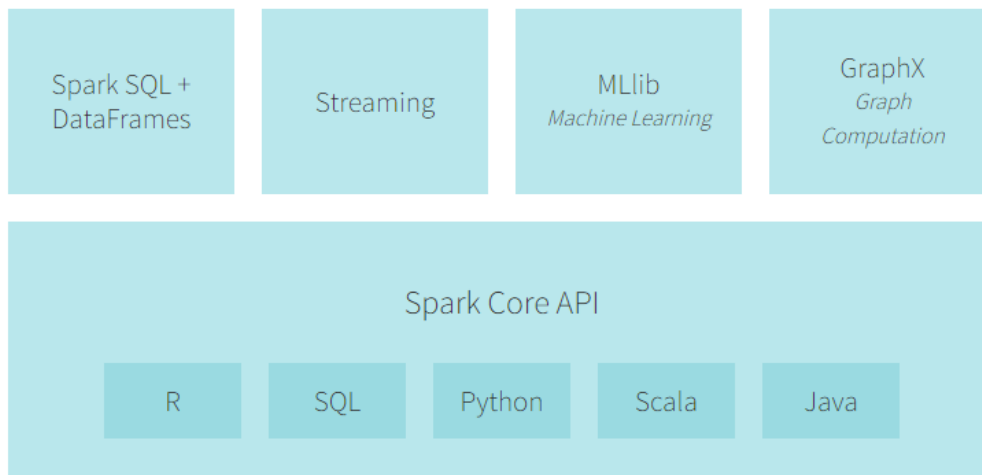 Spark SQL +
DataFrames
Streaming
MLlib
Machine Learning
GraphX
Graph
Computation
Spark Core API
R
SQL
Python
Scala
Java